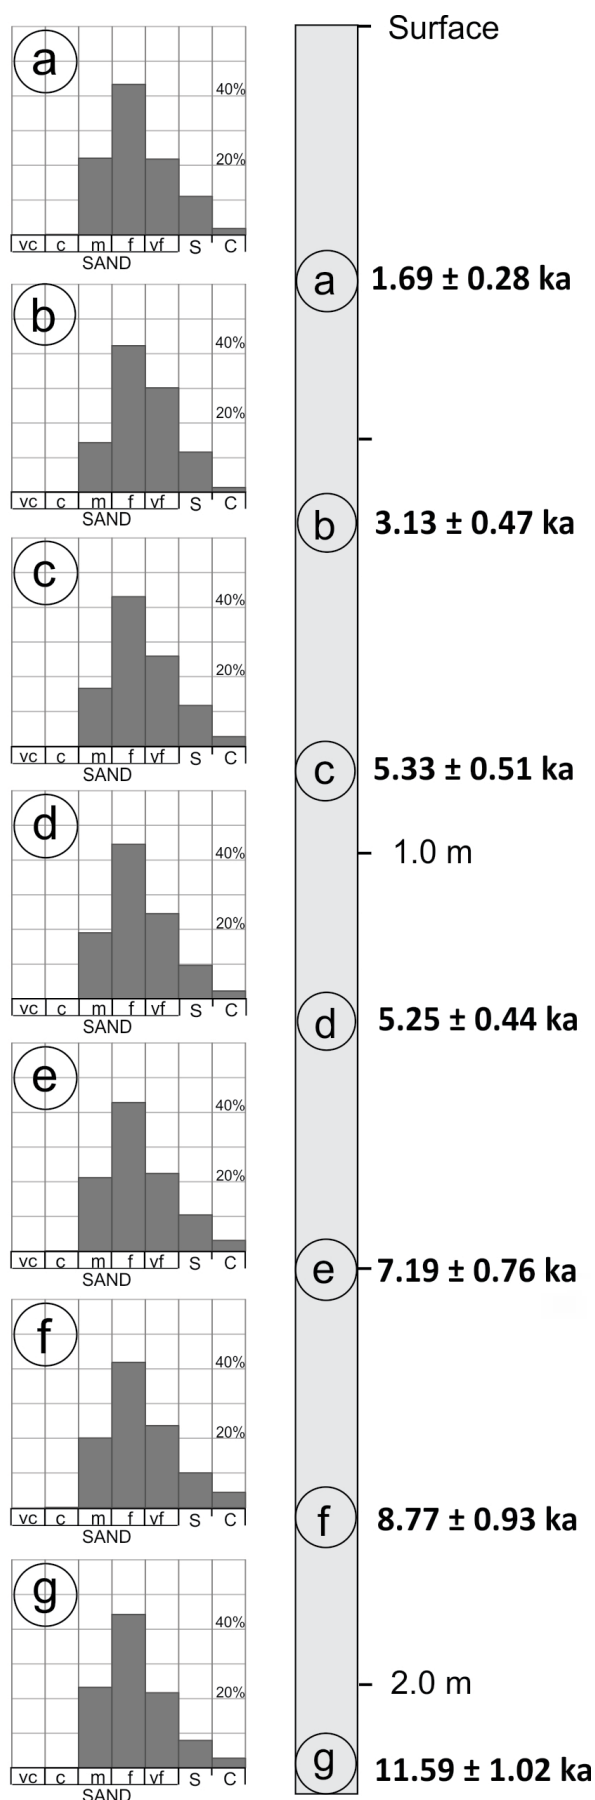 Surface
a
40%
20%
vc c m f vf S C
SAND
a 1.69 ± 0.28 ka
b
40%
20%
vc c m f vf S C
SAND
b 3.13 ± 0.47 ka
c
40%
20%
vc c m f vf S C
SAND
c 5.33 ± 0.51 ka
1.0 m
d
40%
20%
vc c m f vf S C
SAND
d 5.25 ± 0.44 ka
e
40%
20%
vc c m f vf S C
SAND
e 7.19 ± 0.76 ka
f
40%
20%
vc c m f vf S C
SAND
f 8.77 ± 0.93 ka
2.0 m
g
40%
20%
vc c m f vf S C
SAND
g 11.59 ± 1.02 ka